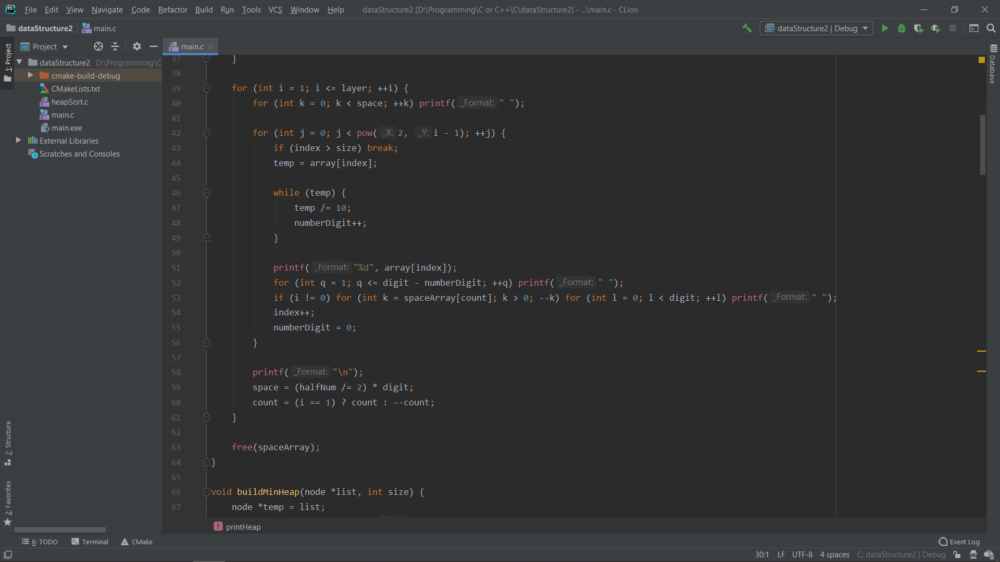 File Edit View Navigate Code Refactor Build Run Tools VCS Window Help dataStructure2 [D:\Programming\C or C++\C\dataStructure2] - ...\main.c - CLion
dataStructure2 main.c dataStructure2 | Debug
1: Project
Project
main.c
dataStructure2 D:\Programming\C
cmake-build-debug
CMakeLists.txt
heapSort.c
main.c
main.exe
External Libraries
Scratches and Consoles
Database
7: Structure
2: Favorites
37 }
38
39 for (int i = 1; i <= layer; ++i) {
40 for (int k = 0; k < space; ++k) printf( _Format: " ");
41
42 for (int j = 0; j < pow( _X: 2, _Y: i - 1); ++j) {
43 if (index > size) break;
44 temp = array[index];
45
46 while (temp) {
47 temp /= 10;
48 numberDigit++;
49 }
50
51 printf( _Format: "%d", array[index]);
52 for (int q = 1; q <= digit - numberDigit; ++q) printf( _Format: " ");
53 if (i != 0) for (int k = spaceArray[count]; k > 0; --k) for (int l = 0; l < digit; ++l) printf( _Format: " ");
54 index++;
55 numberDigit = 0;
56 }
57
58 printf( _Format: "\n");
59 space = (halfNum /= 2) * digit;
60 count = (i == 1) ? count : --count;
61 }
62
63 free(spaceArray);
64 }
65
66 void buildMinHeap(node *list, int size) {
67 node *temp = list;
f printHeap
6: TODO Terminal CMake Event Log
30:1 LF UTF-8 4 spaces C: dataStructure2 | Debug